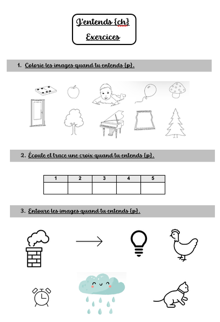 J'entends {ch}
Exercices
1. Colorie les images quand tu entends {p}.
2. Écoute et trace une croix quand tu entends {p}.
1 2 3 4 5
3. Entoure les images quand tu entends {p}.